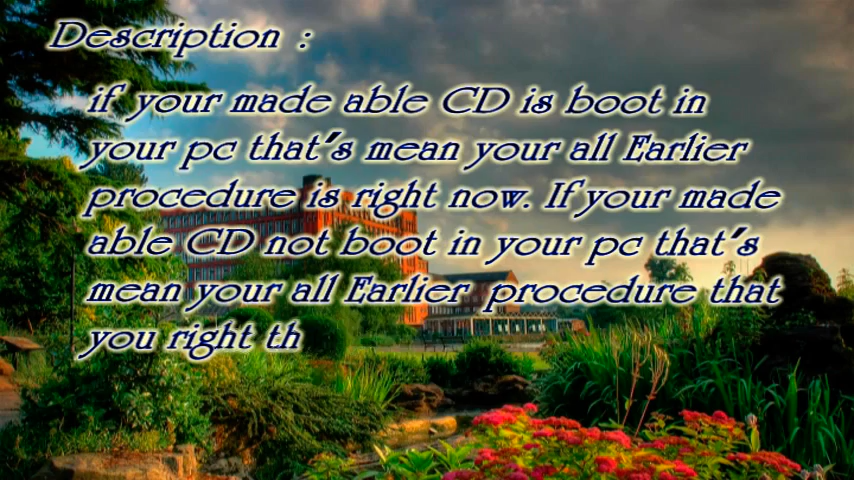 Description :
if your made able CD is boot in
your pc that's mean your all Earlier
procedure is right now. If your made
able CD not boot in your pc that's
mean your all Earlier procedure that
you right th